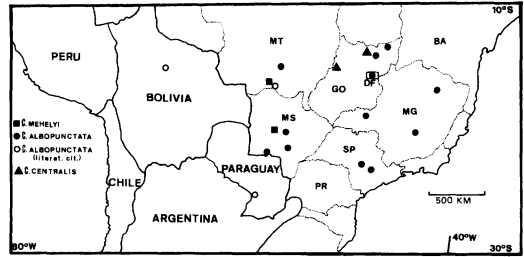 10°S
PERU
MT
BA
BOLIVIA
DF
GO
MG
MS
■ C. MEHELYI
● C. ALBOPUNCTATA
○ C. ALBOPUNCTATA
(literat. cit.)
▲ C. CENTRALIS
SP
PARAGUAY
CHILE
PR
500 KM
ARGENTINA
80°W
40°W
30°S